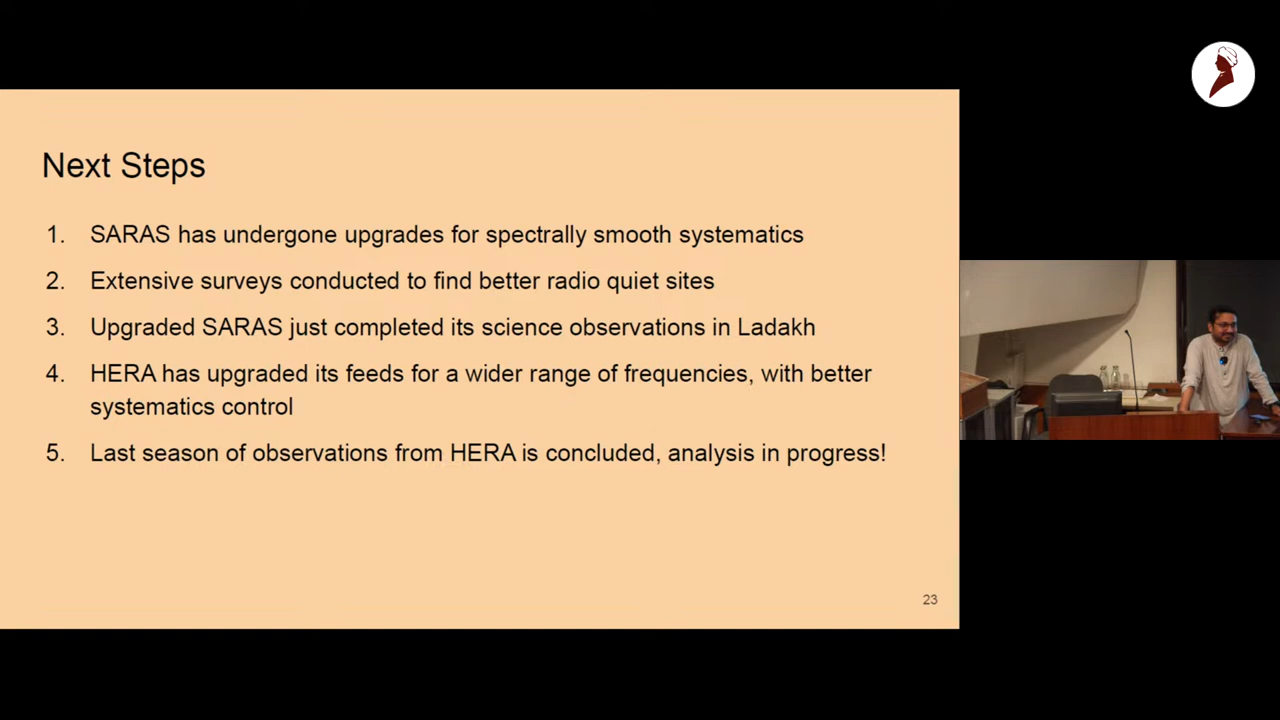 Next Steps
1. SARAS has undergone upgrades for spectrally smooth systematics
2. Extensive surveys conducted to find better radio quiet sites
3. Upgraded SARAS just completed its science observations in Ladakh
4. HERA has upgraded its feeds for a wider range of frequencies, with better
systematics control
5. Last season of observations from HERA is concluded, analysis in progress!
23